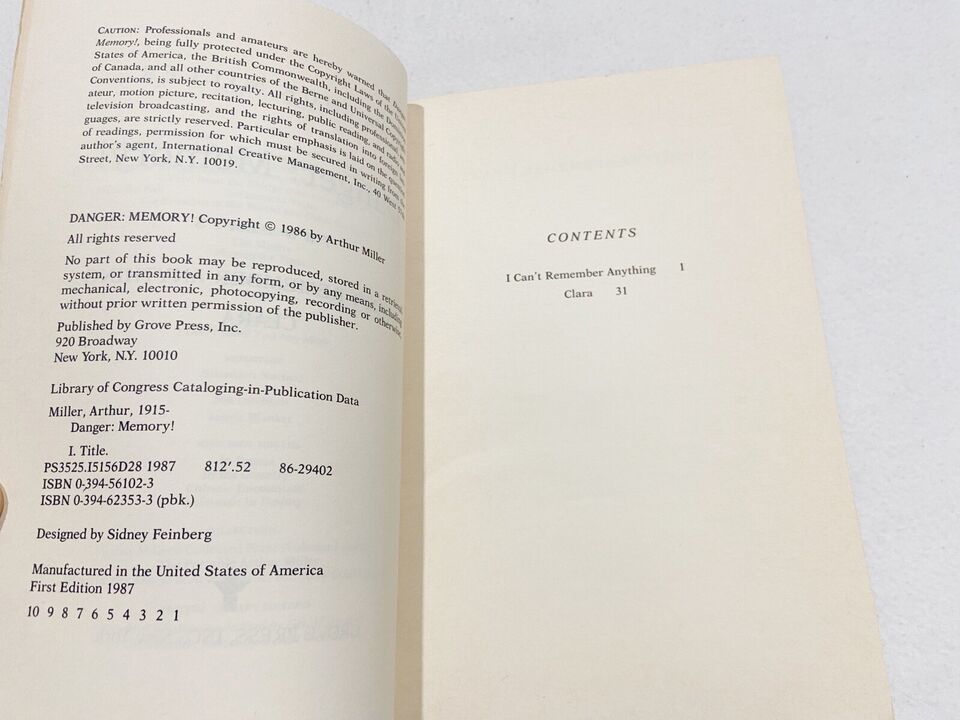 CAUTION: Professionals and amateurs are hereby warned that
Memory!, being fully protected under the Copyright Laws of the
States of America, the British Commonwealth, including the
of Canada, and all other countries of the Berne and Universal Copyright
Conventions, is subject to royalty. All rights, including professional,
ateur, motion picture, recitation, lecturing, public reading, and radio
television broadcasting, and the rights of translation into foreign
guages, are strictly reserved. Particular emphasis is laid on the
of readings, permission for which must be secured in writing from the
author's agent, International Creative Management, Inc., 40 West
Street, New York, N.Y. 10019.
DANGER: MEMORY! Copyright © 1986 by Arthur Miller
All rights reserved
No part of this book may be reproduced, stored in a retrieval
system, or transmitted in any form, or by any means, including
mechanical, electronic, photocopying, recording or otherwise,
without prior written permission of the publisher.
Published by Grove Press, Inc.
920 Broadway
New York, N.Y. 10010
Library of Congress Cataloging-in-Publication Data
Miller, Arthur, 1915-
Danger: Memory!
I. Title.
PS3525.I5156D28 1987 812'.52 86-29402
ISBN 0-394-56102-3
ISBN 0-394-62353-3 (pbk.)
Designed by Sidney Feinberg
Manufactured in the United States of America
First Edition 1987
10 9 8 7 6 5 4 3 2 1
CONTENTS
I Can't Remember Anything 1
Clara 31